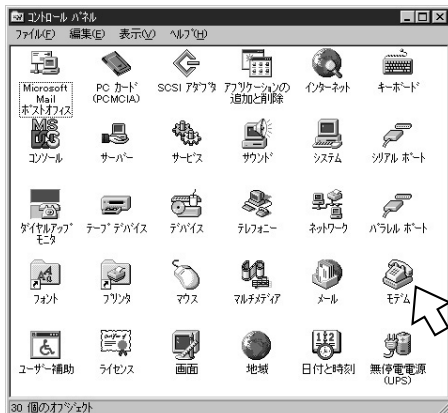 コントロール パネル
ファイル(F) 編集(E) 表示(V) ヘルプ(H)
Microsoft Mail ポストオフィス
PC カード (PCMCIA)
SCSI アダプタ
アプリケーションの追加と削除
インターネット
キーボード
MS DOS
コンソール
サーバー
サービス
サウンド
システム
シリアル ポート
ダイヤルアップ モニタ
テープ デバイス
デバイス
テレフォニー
ネットワーク
パラレル ポート
フォント
プリンタ
マウス
マルチメディア
メール
モデム
ユーザー補助
ライセンス
画面
地域
日付と時刻
無停電電源 (UPS)
30 個のオブジェクト